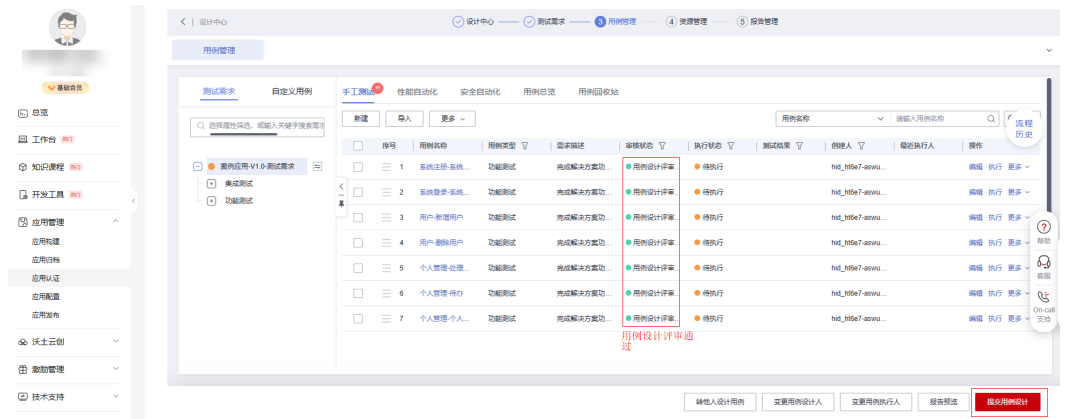 设计中心
设计中心
测试需求
3 用例管理
4 资源管理
5 报告管理
用例管理
基础会员
总览
工作台 热门
知识课程 热门
开发工具 热门
应用管理
应用构建
应用归档
应用认证
应用配置
应用发布
沃土云创
激励管理
技术支持
测试需求 自定义用例
选择属性筛选，或输入关键字搜索需求
案例应用-V1.0-测试需求
集成测试
功能测试
手工测试 性能自动化 安全自动化 用例总览 用例回收站
新建 导入 更多
用例名称 请输入用例名称
流程
历史
序号 用例名称 用例类型 需求描述 审核状态 执行状态 测试结果 创建人 最近执行人 操作
1 系统注册-系统... 功能测试 完成解决方案功... 用例设计评审... 待执行 hid_ht6e7-aswu... 编辑 执行 更多
2 系统登录-系统... 功能测试 完成解决方案功... 用例设计评审... 待执行 hid_ht6e7-aswu... 编辑 执行 更多
3 用户-新增用户 功能测试 完成解决方案功... 用例设计评审... 待执行 hid_ht6e7-aswu... 编辑 执行 更多
4 用户-删除用户 功能测试 完成解决方案功... 用例设计评审... 待执行 hid_ht6e7-aswu... 编辑 执行 更多
5 个人管理-处理... 功能测试 完成解决方案功... 用例设计评审... 待执行 hid_ht6e7-aswu... 编辑 执行 更多
6 个人管理-待办 功能测试 完成解决方案功... 用例设计评审... 待执行 hid_ht6e7-aswu... 编辑 执行 更多
7 个人管理-个人... 功能测试 完成解决方案功... 用例设计评审... 待执行 hid_ht6e7-aswu... 编辑 执行 更多
用例设计评审通
过
帮助
客服
On-call
支持
转他人设计用例 变更用例设计人 变更用例执行人 报告预览 提交用例设计